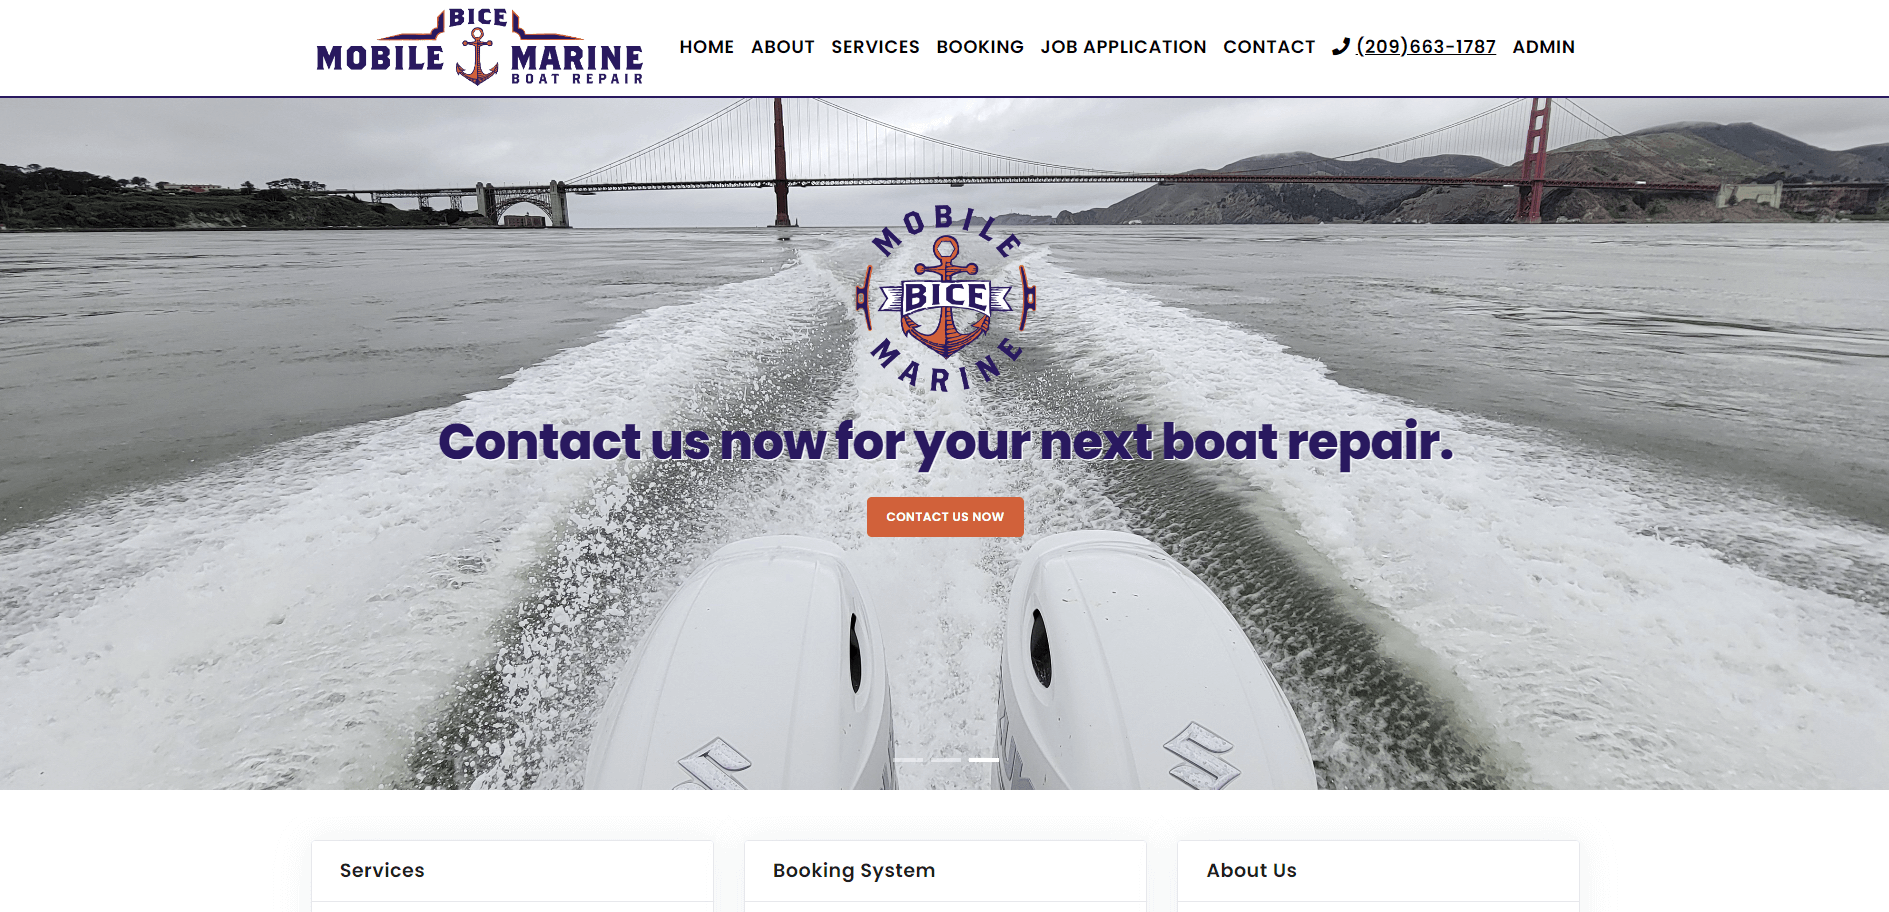 BICE
MOBILE MARINE
BOAT REPAIR
HOME ABOUT SERVICES BOOKING JOB APPLICATION CONTACT (209)663-1787 ADMIN
MOBILE
BICE
MARINE
Contact us now for your next boat repair.
CONTACT US NOW
Services
Booking System
About Us